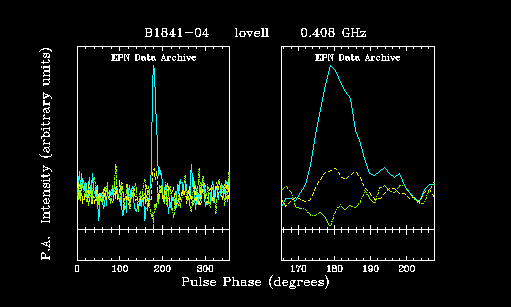 B1841−04 lovell 0.408 GHz
EPN Data Archive EPN Data Archive
P.A. Intensity (arbitrary units)
0 100 200 300 170 180 190 200
Pulse Phase (degrees)